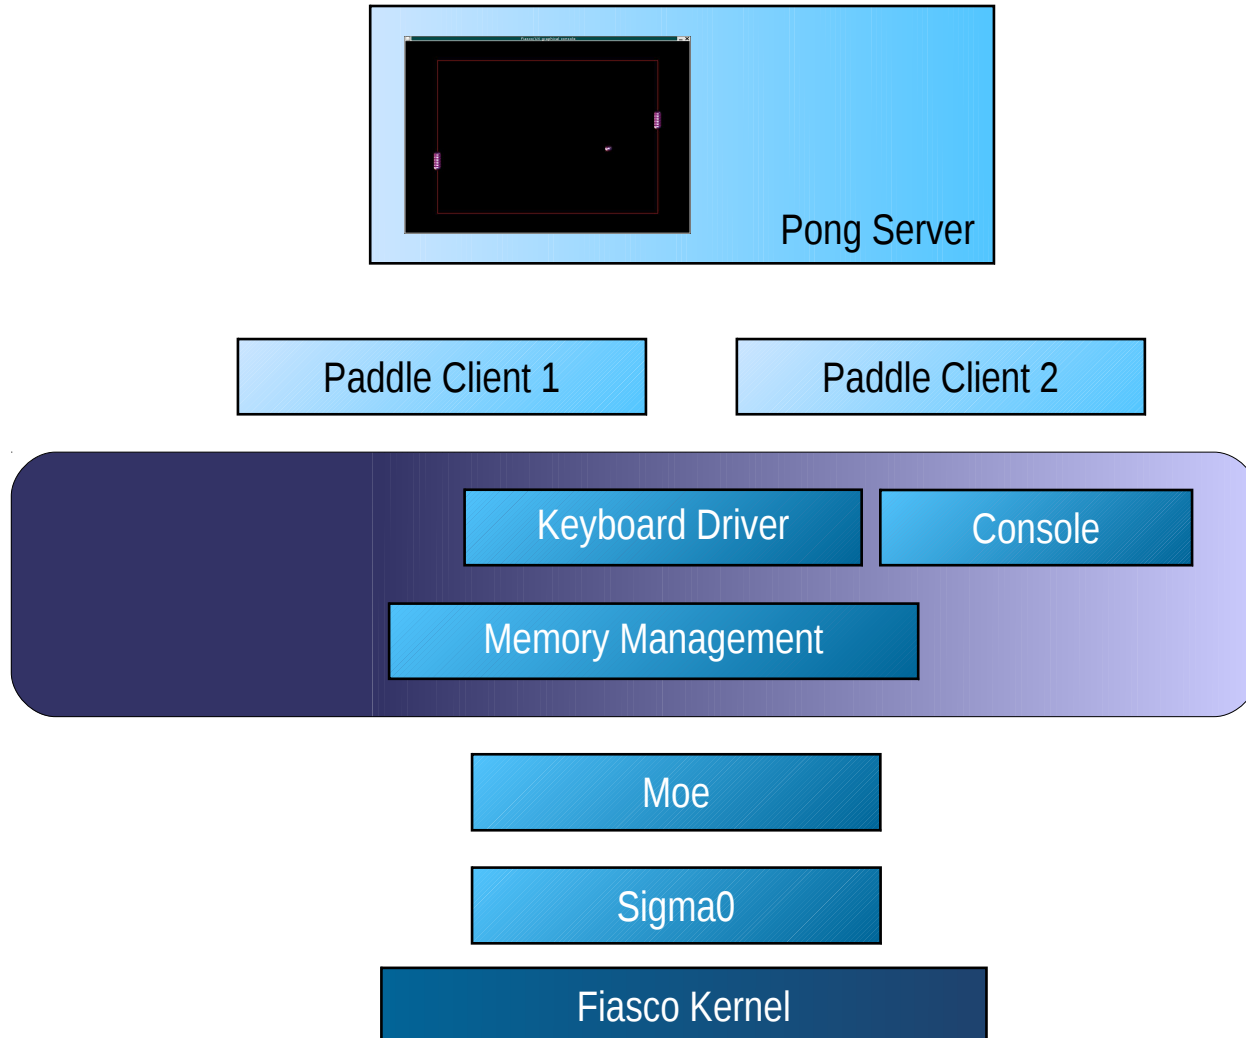 Pong Server
Paddle Client 1
Paddle Client 2
Keyboard Driver
Console
Memory Management
Moe
Sigma0
Fiasco Kernel